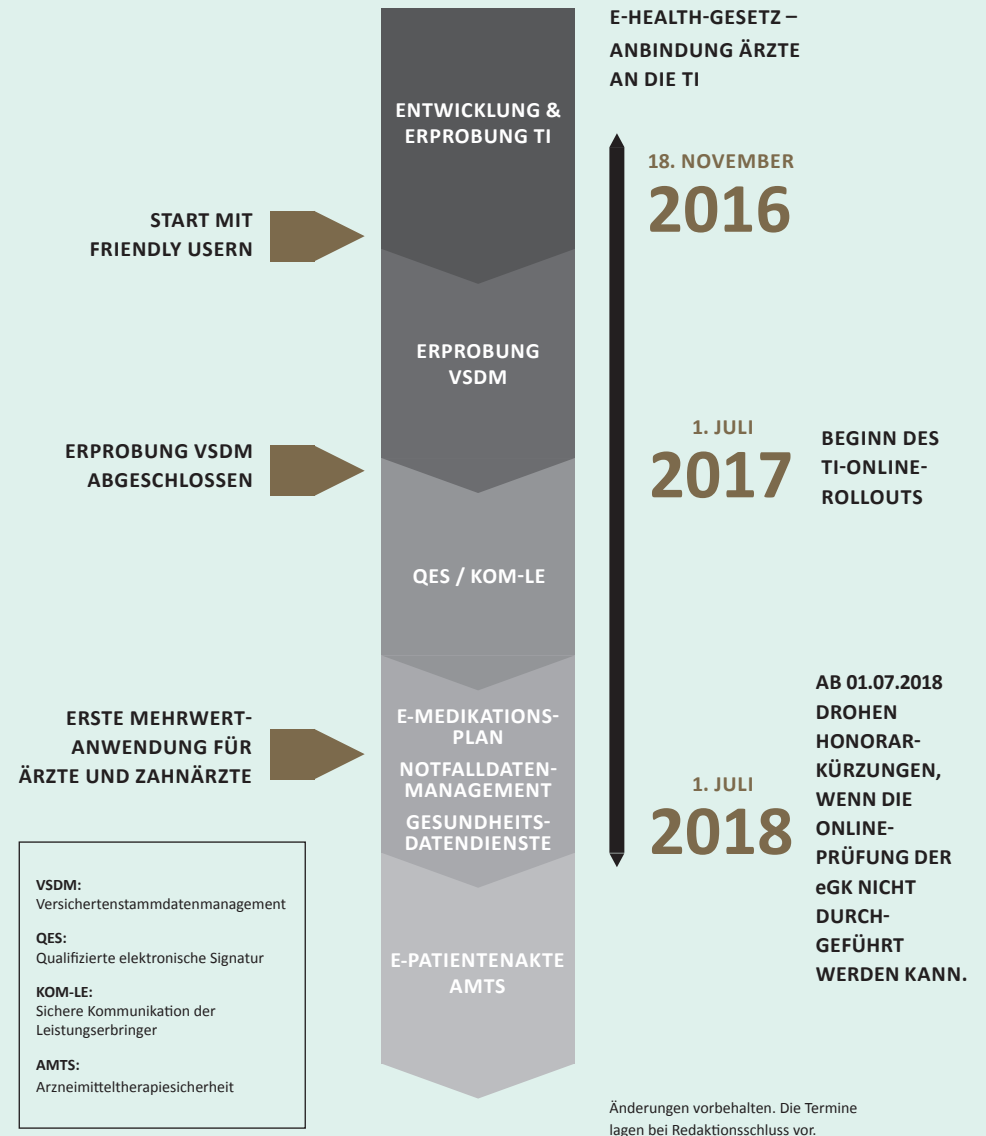 E-HEALTH-GESETZ –
ANBINDUNG ÄRZTE
AN DIE TI
ENTWICKLUNG &
ERPROBUNG TI
18. NOVEMBER
2016
START MIT
FRIENDLY USERN
ERPROBUNG
VSDM
ERPROBUNG VSDM
ABGESCHLOSSEN
1. JULI
2017
BEGINN DES
TI-ONLINE-
ROLLOUTS
QES / KOM-LE
ERSTE MEHRWERT-
ANWENDUNG FÜR
ÄRZTE UND ZAHNÄRZTE
E-MEDIKATIONS-
PLAN
NOTFALLDATEN-
MANAGEMENT
GESUNDHEITS-
DATENDIENSTE
1. JULI
2018
AB 01.07.2018
DROHEN
HONORAR-
KÜRZUNGEN,
WENN DIE
ONLINE-
PRÜFUNG DER
eGK NICHT
DURCH-
GEFÜHRT
WERDEN KANN.
E-PATIENTENAKTE
AMTS
VSDM:
Versichertenstammdatenmanagement
QES:
Qualifizierte elektronische Signatur
KOM-LE:
Sichere Kommunikation der
Leistungserbringer
AMTS:
Arzneimitteltherapiesicherheit
Änderungen vorbehalten. Die Termine
lagen bei Redaktionsschluss vor.